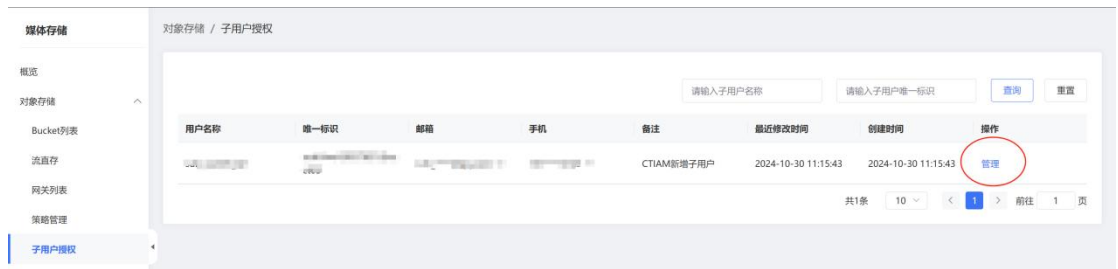 媒体存储
对象存储 / 子用户授权
概览
对象存储
Bucket列表
流直存
网关列表
策略管理
子用户授权
请输入子用户名称 请输入子用户唯一标识 查询 重置
用户名称 唯一标识 邮箱 手机 备注 最近修改时间 创建时间 操作
CTIAM新增子用户 2024-10-30 11:15:43 2024-10-30 11:15:43 管理
共1条 10 1 前往 1 页